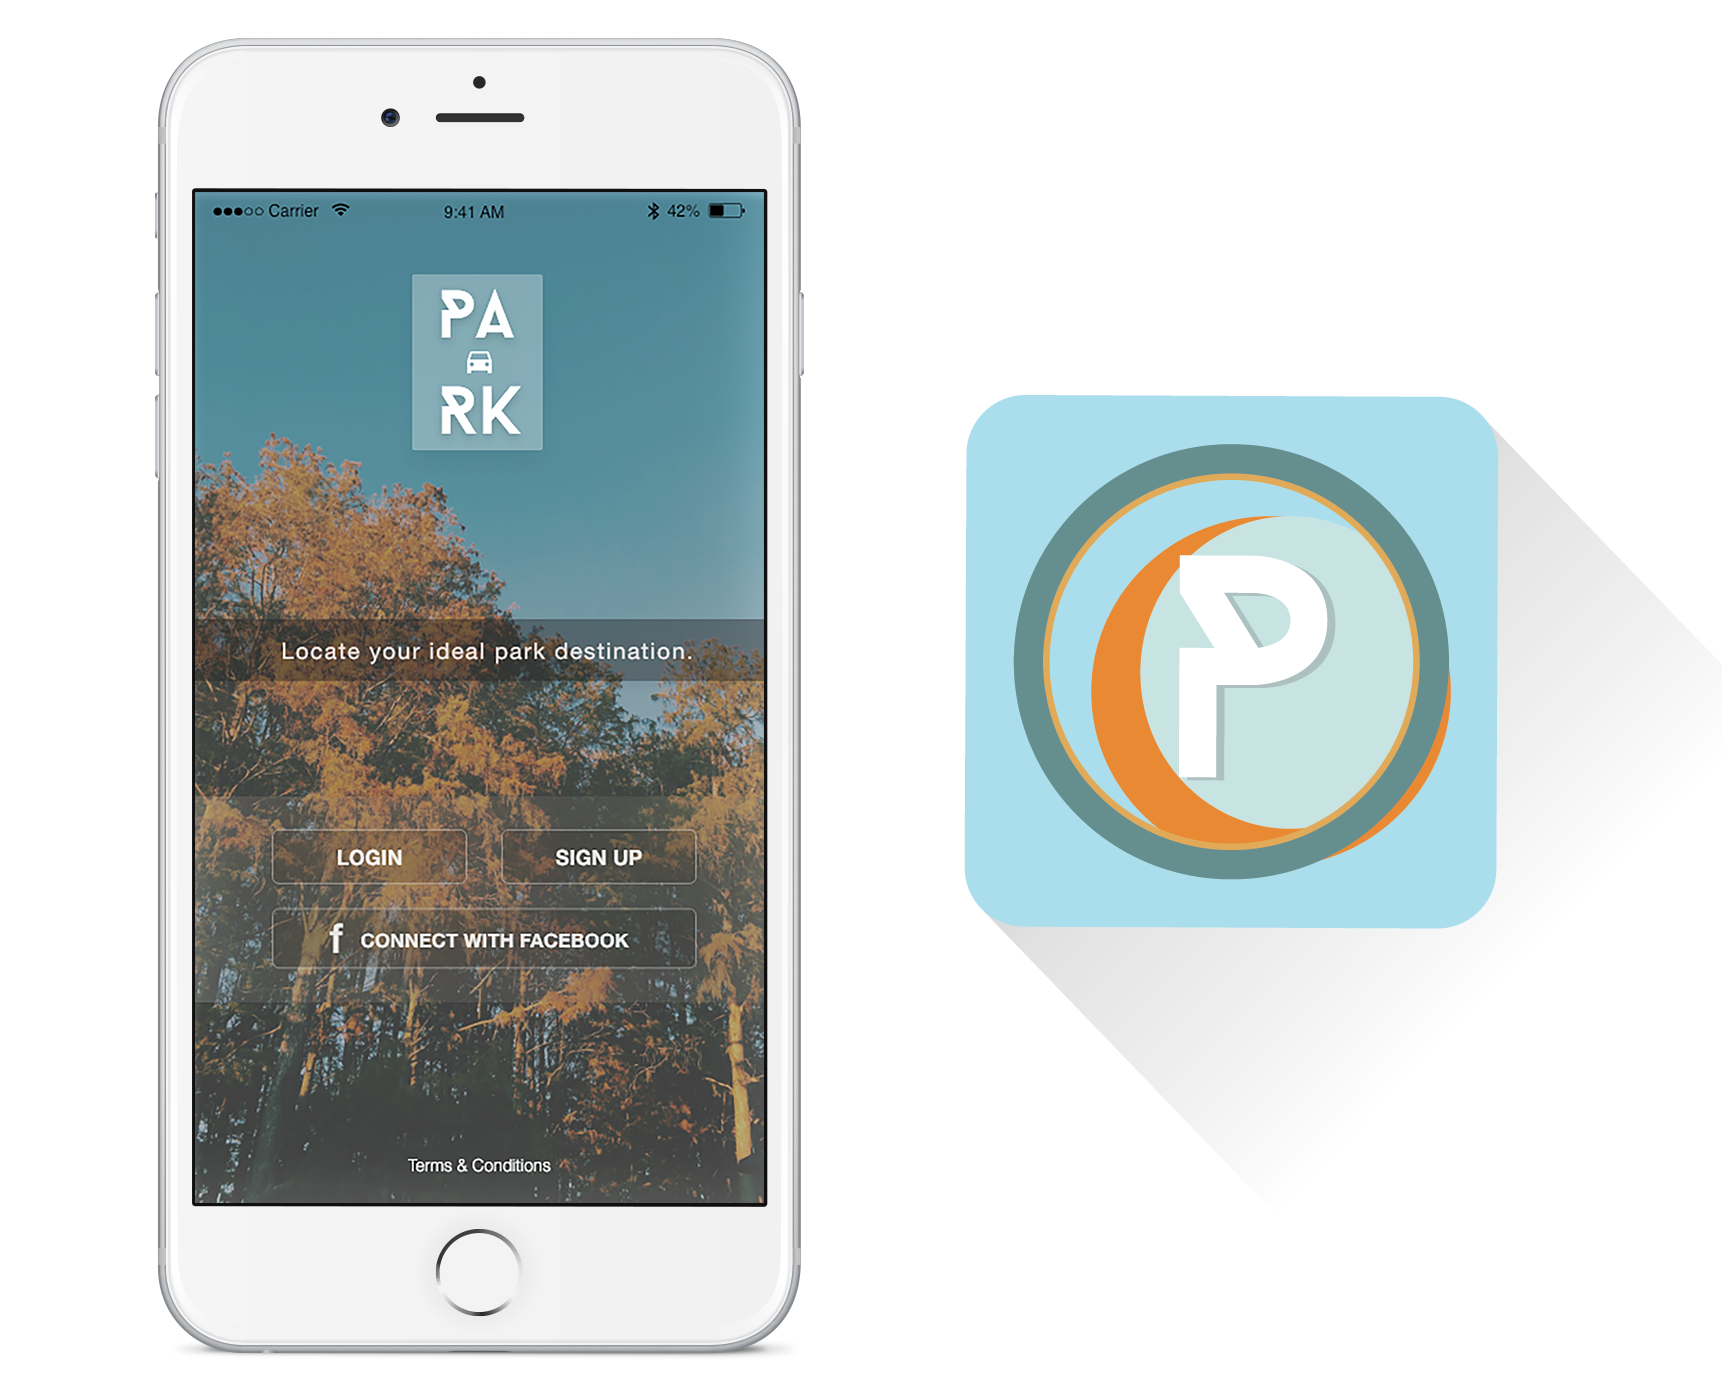 Carrier 9:41 AM 42%
PA
RK
Locate your ideal park destination.
LOGIN SIGN UP
f CONNECT WITH FACEBOOK
Terms & Conditions
P